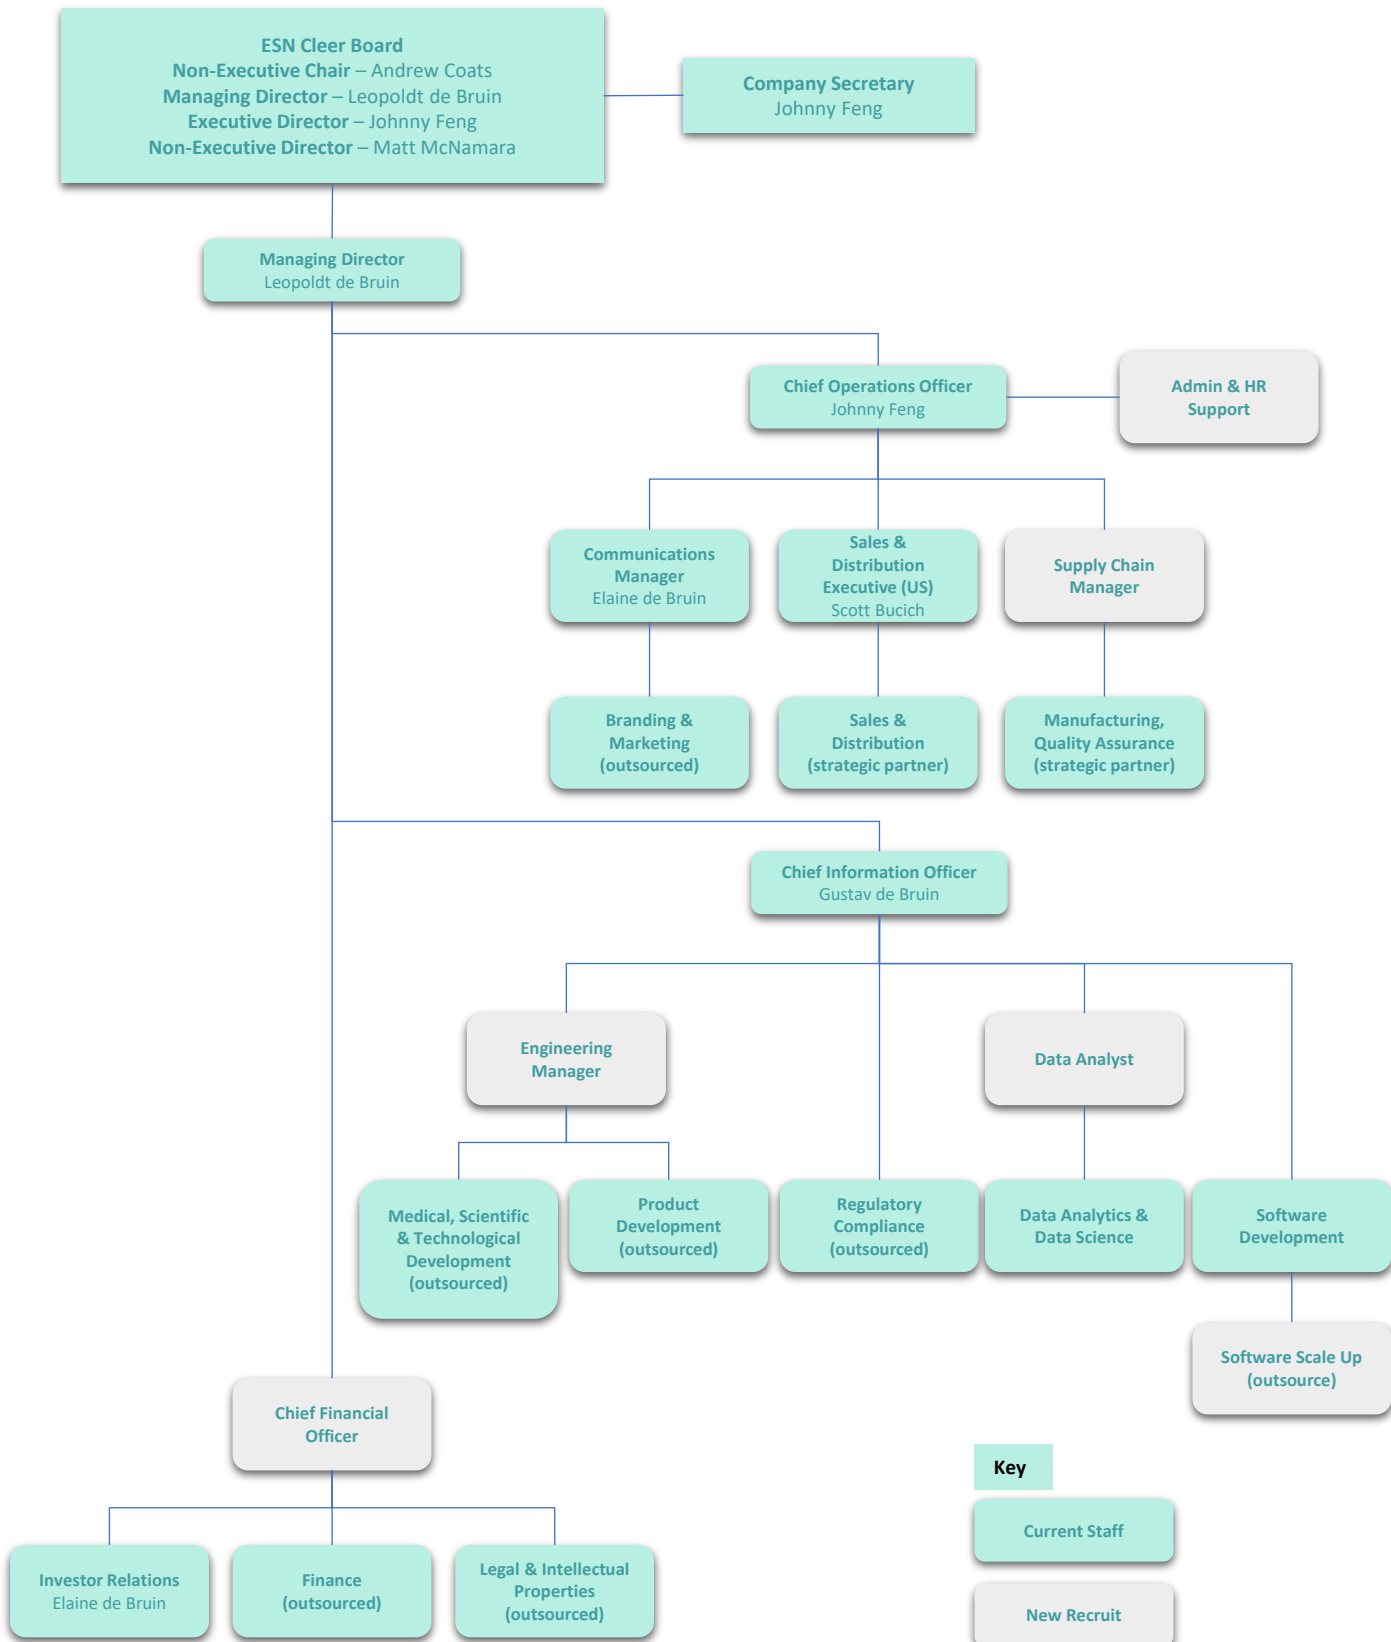 ESN Cleer Board
Non-Executive Chair – Andrew Coats
Managing Director – Leopoldt de Bruin
Executive Director – Johnny Feng
Non-Executive Director – Matt McNamara
Company Secretary
Johnny Feng
Managing Director
Leopoldt de Bruin
Chief Operations Officer
Johnny Feng
Admin & HR
Support
Communications
Manager
Elaine de Bruin
Sales &
Distribution
Executive (US)
Scott Bucich
Supply Chain
Manager
Branding &
Marketing
(outsourced)
Sales &
Distribution
(strategic partner)
Manufacturing,
Quality Assurance
(strategic partner)
Chief Information Officer
Gustav de Bruin
Engineering
Manager
Data Analyst
Medical, Scientific
& Technological
Development
(outsourced)
Product
Development
(outsourced)
Regulatory
Compliance
(outsourced)
Data Analytics &
Data Science
Software
Development
Software Scale Up
(outsource)
Chief Financial
Officer
Investor Relations
Elaine de Bruin
Finance
(outsourced)
Legal & Intellectual
Properties
(outsourced)
Key
Current Staff
New Recruit